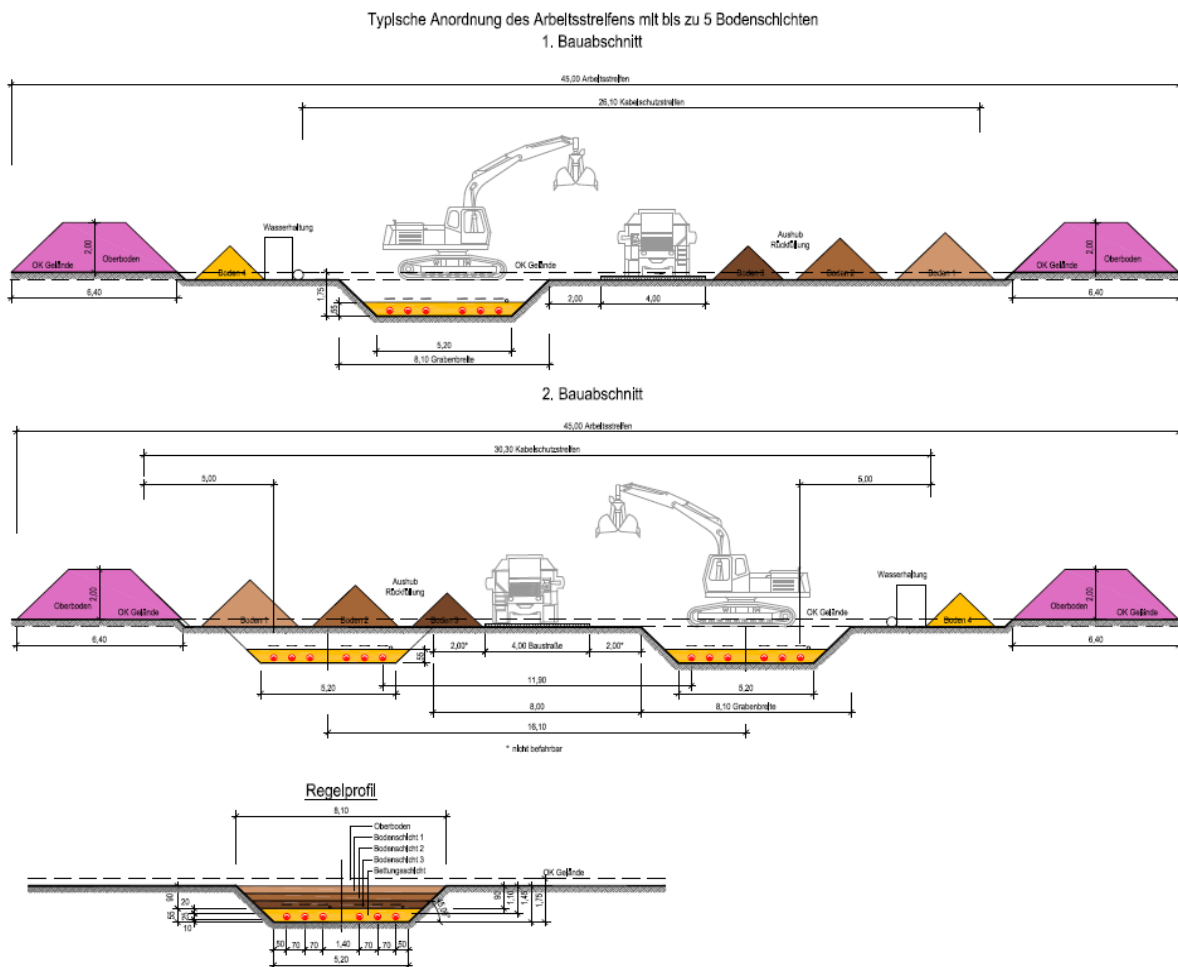 Typische Anordnung des Arbeitsstreifens mit bis zu 5 Bodenschichten
1. Bauabschnitt
45,00 Arbeitsstreifen
26,10 Kabelschutzstreifen
2,00
OK Gelände
Oberboden
6,40
Boden 4
Wasserhaltung
1,75
,55
OK Gelände
5,20
8,10 Grabenbreite
2,00
4,00
Aushub
Rückfüllung
Boden 3
Boden 2
Boden 1
2,00
OK Gelände
Oberboden
6,40
2. Bauabschnitt
45,00 Arbeitsstreifen
30,30 Kabelschutzstreifen
5,00
5,00
2,00
Oberboden
OK Gelände
6,40
Boden 1
Boden 2
Boden 3
Aushub
Rückfüllung
,55
5,20
2,00*
4,00 Baustraße
2,00*
11,90
8,00
16,10
* nicht befahrbar
OK Gelände
5,20
8,10 Grabenbreite
Wasserhaltung
Boden 4
2,00
Oberboden
OK Gelände
6,40
Regelprofil
8,10
Oberboden
Bodenschicht 1
Bodenschicht 2
Bodenschicht 3
Bettungsschicht
OK Gelände
90
20
,55
10
90
1,10
1,45
1,75
,50
,70
,70
1,40
,70
,70
,50
5,20